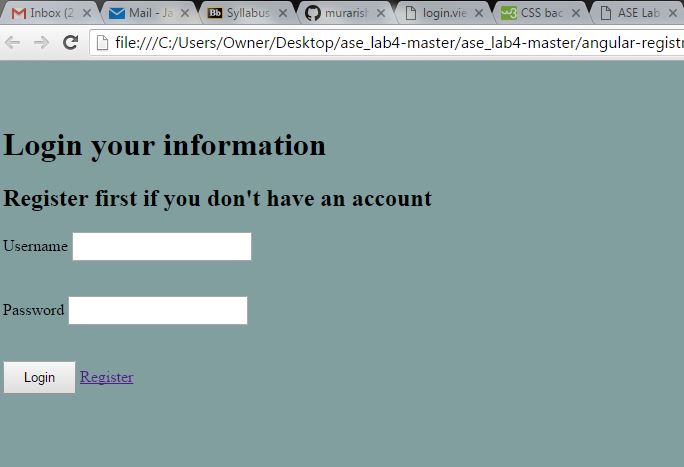 Inbox (2
Mail - Ja
Syllabus
murarish
login.vie
CSS bac
ASE Lab
file:///C:/Users/Owner/Desktop/ase_lab4-master/ase_lab4-master/angular-registr
Login your information
Register first if you don't have an account
Username
Password
Login Register